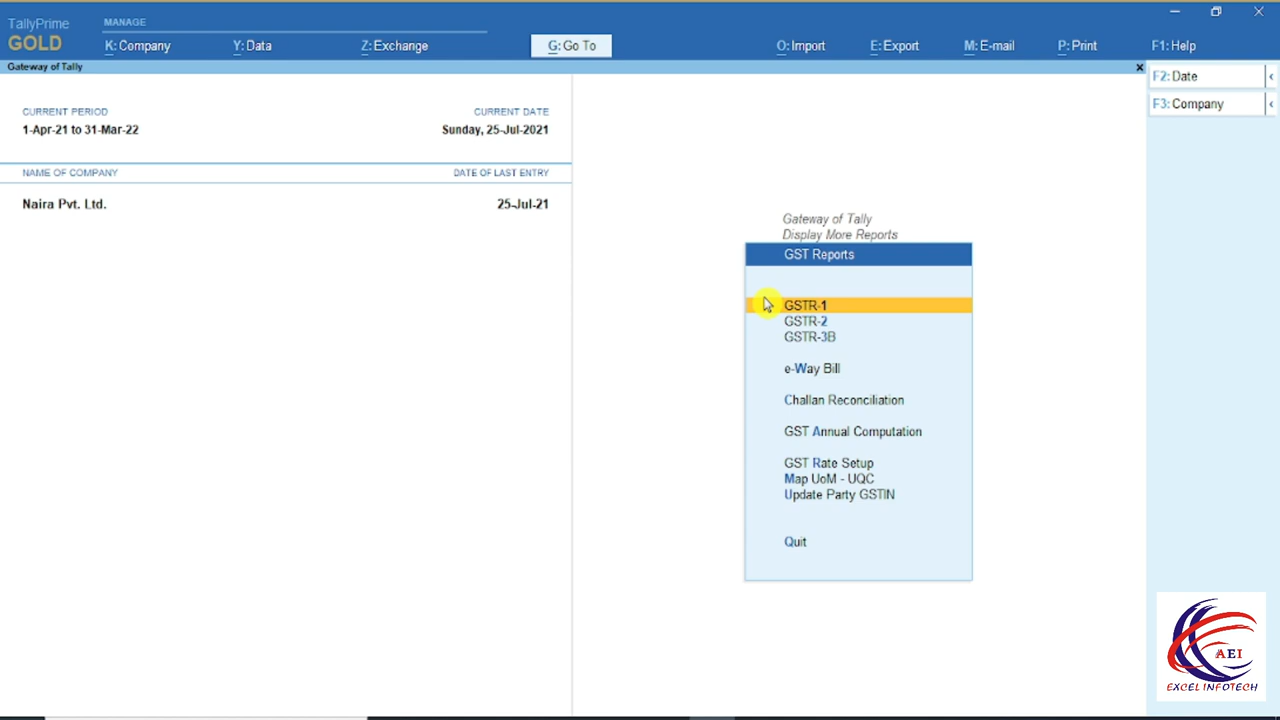 TallyPrime
GOLD
MANAGE
K: Company
Y: Data
Z: Exchange
G: Go To
O: Import
E: Export
M: E-mail
P: Print
F1: Help
Gateway of Tally
x
F2: Date
F3: Company
CURRENT PERIOD
CURRENT DATE
1-Apr-21 to 31-Mar-22
Sunday, 25-Jul-2021
NAME OF COMPANY
DATE OF LAST ENTRY
Naira Pvt. Ltd.
25-Jul-21
Gateway of Tally
Display More Reports
GST Reports
GSTR-1
GSTR-2
GSTR-3B
e-Way Bill
Challan Reconciliation
GST Annual Computation
GST Rate Setup
Map UoM - UQC
Update Party GSTIN
Quit
AEI
EXCEL INFOTECH